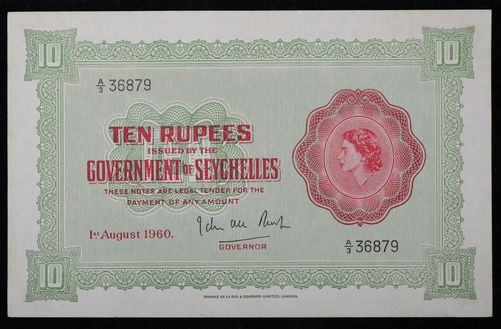 10 10
A/3 36879
TEN RUPEES
ISSUED BY THE
GOVERNMENT OF SEYCHELLES
THESE NOTES ARE LEGAL TENDER FOR THE
PAYMENT OF ANY AMOUNT
1st August 1960.
GOVERNOR
A/3 36879
10 10
THOMAS DE LA RUE & COMPANY, LIMITED, LONDON.